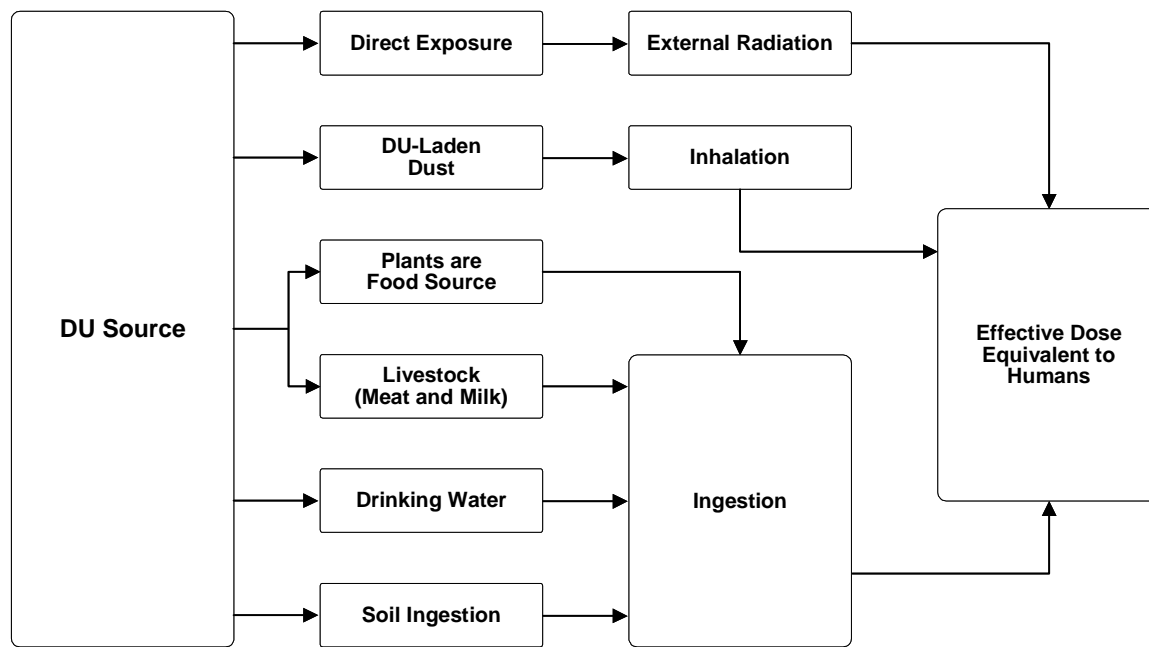 Direct Exposure
External Radiation
DU-Laden
Dust
Inhalation
Plants are
Food Source
DU Source
Effective Dose
Equivalent to
Humans
Livestock
(Meat and Milk)
Drinking Water
Ingestion
Soil Ingestion